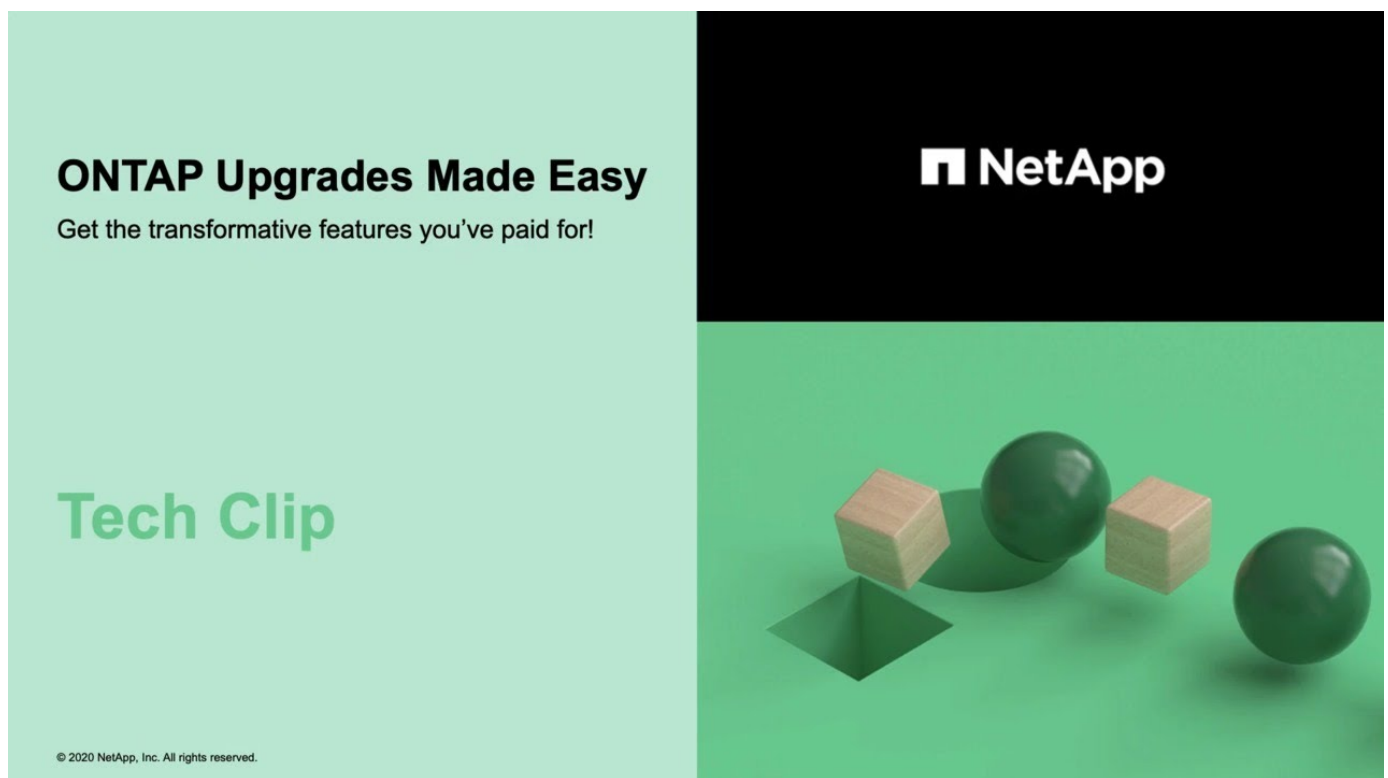 ONTAP Upgrades Made Easy
Get the transformative features you’ve paid for!
Tech Clip
© 2020 NetApp, Inc. All rights reserved.
NetApp